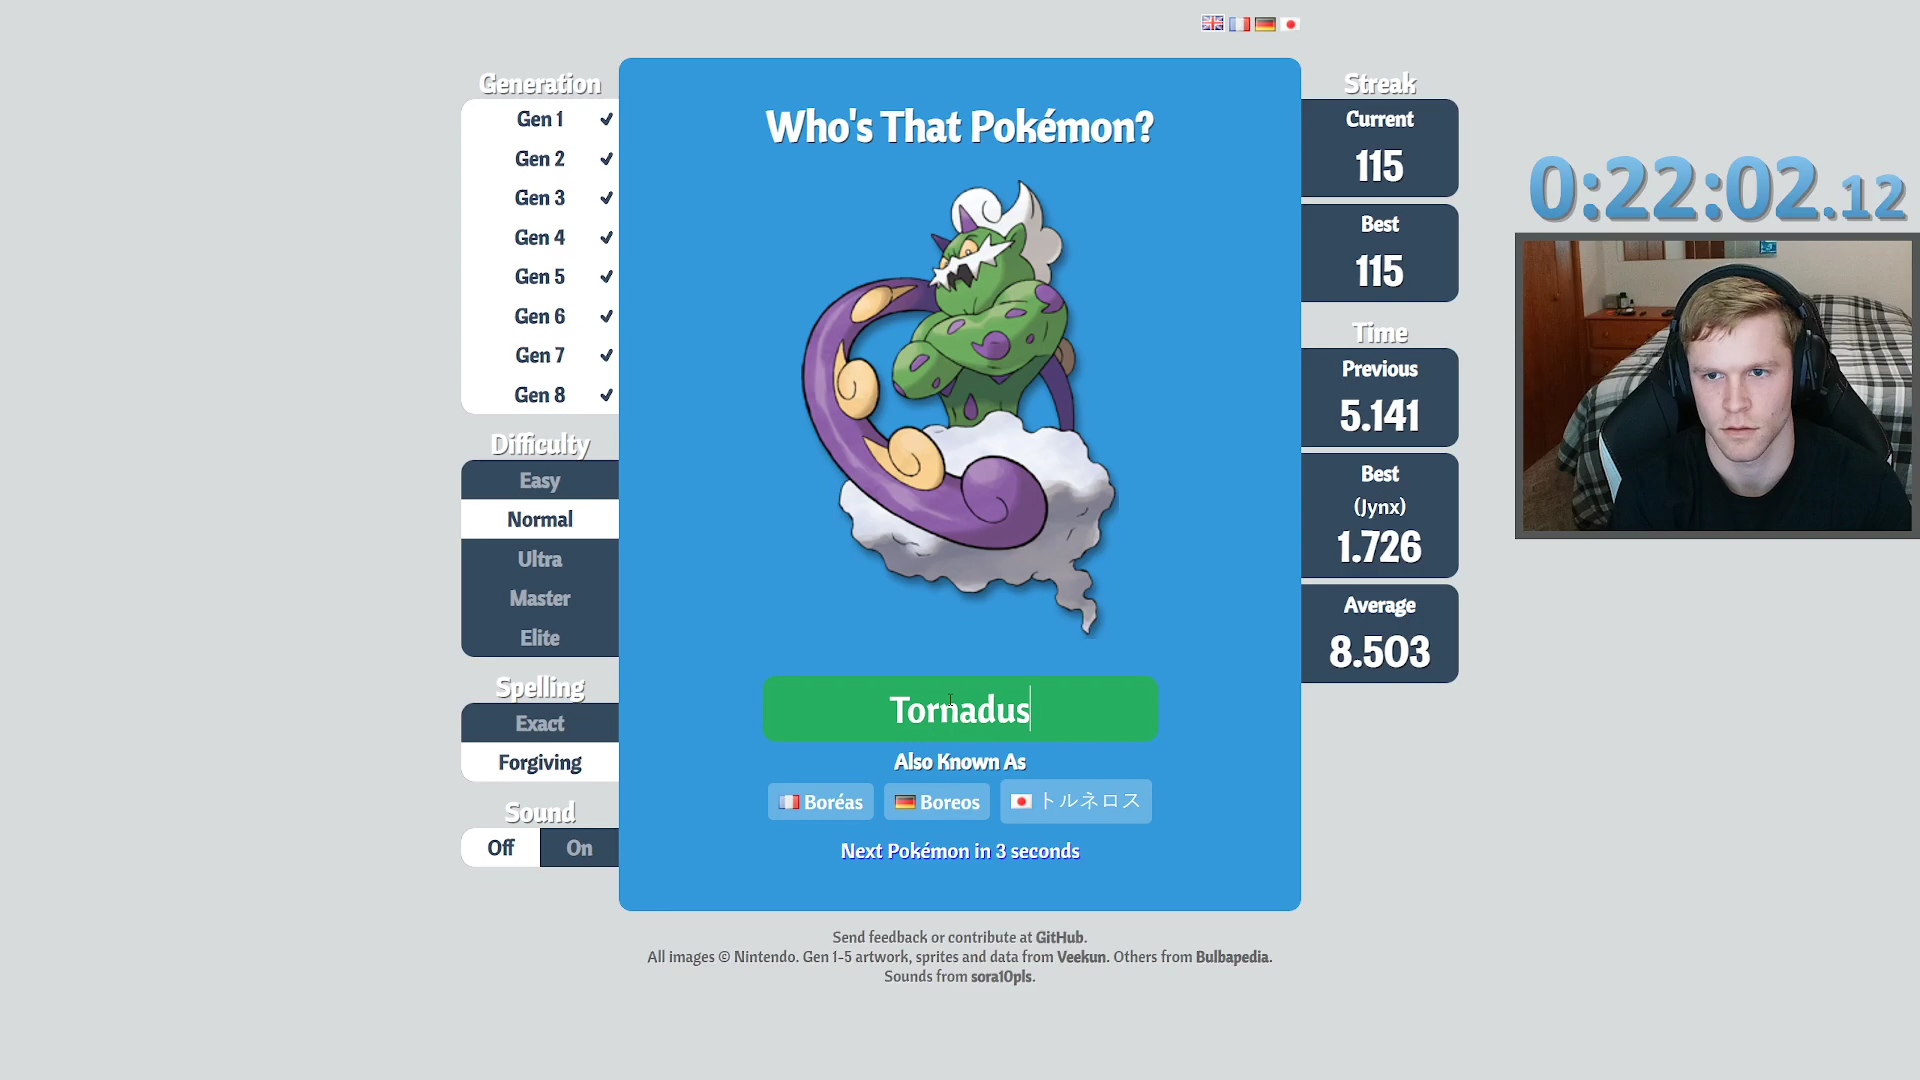 Generation
Gen 1
Gen 2
Gen 3
Gen 4
Gen 5
Gen 6
Gen 7
Gen 8
Difficulty
Easy
Normal
Ultra
Master
Elite
Spelling
Exact
Forgiving
Sound
Off On
Who's That Pokémon?
Tornadus
Also Known As
Boréas Boreos トルネロス
Next Pokémon in 3 seconds
Streak
Current
115
Best
115
Time
Previous
5.141
Best
(Jynx)
1.726
Average
8.503
0:22:02.12
Send feedback or contribute at GitHub.
All images © Nintendo. Gen 1-5 artwork, sprites and data from Veekun. Others from Bulbapedia.
Sounds from sora10pls.